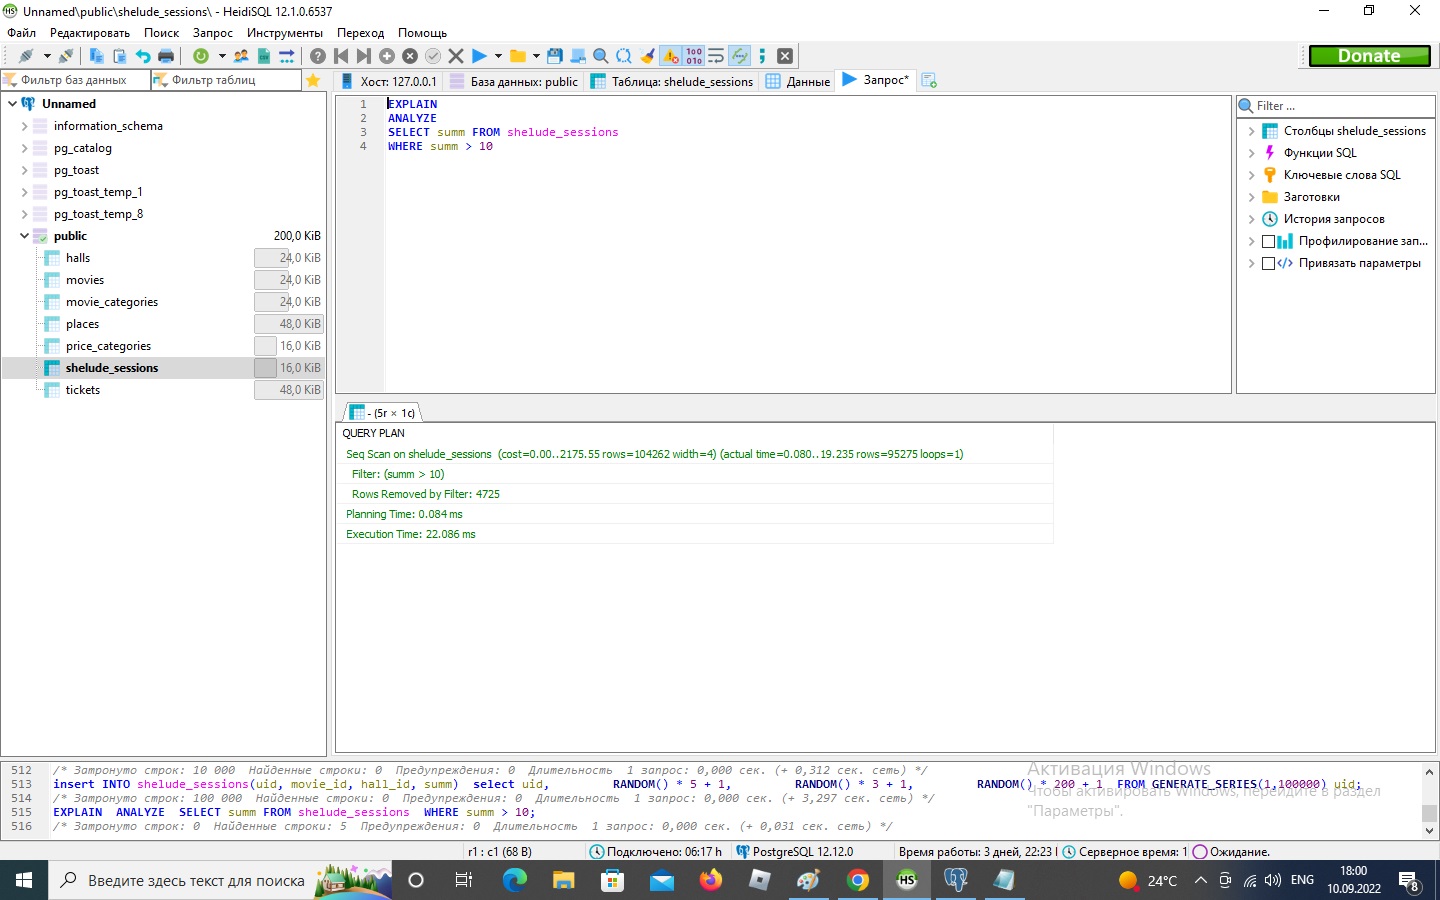 Unnamed\public\shelude_sessions\ - HeidiSQL 12.1.0.6537
Файл Редактировать Поиск Запрос Инструменты Переход Помощь
Donate
Фильтр баз данных Фильтр таблиц
Хост: 127.0.0.1 База данных: public Таблица: shelude_sessions Данные Запрос*
Unnamed
information_schema
pg_catalog
pg_toast
pg_toast_temp_1
pg_toast_temp_8
public 200,0 KiB
halls 24,0 KiB
movies 24,0 KiB
movie_categories 24,0 KiB
places 48,0 KiB
price_categories 16,0 KiB
shelude_sessions 16,0 KiB
tickets 48,0 KiB
1 EXPLAIN
2 ANALYZE
3 SELECT summ FROM shelude_sessions
4 WHERE summ > 10
Filter ...
Столбцы shelude_sessions
Функции SQL
Ключевые слова SQL
Заготовки
История запросов
Профилирование зап...
Привязать параметры
- (5r × 1c)
QUERY PLAN
Seq Scan on shelude_sessions (cost=0.00..2175.55 rows=104262 width=4) (actual time=0.080..19.235 rows=95275 loops=1)
Filter: (summ > 10)
Rows Removed by Filter: 4725
Planning Time: 0.084 ms
Execution Time: 22.086 ms
512 /* Затронуто строк: 10 000 Найденные строки: 0 Предупреждения: 0 Длительность 1 запрос: 0,000 сек. (+ 0,312 сек. сеть) */
513 insert INTO shelude_sessions(uid, movie_id, hall_id, summ) select uid, RANDOM() * 5 + 1, RANDOM() * 3 + 1, RANDOM() * 200 + 1 FROM GENERATE_SERIES(1,100000) uid;
514 /* Затронуто строк: 100 000 Найденные строки: 0 Предупреждения: 0 Длительность 1 запрос: 0,000 сек. (+ 3,297 сек. сеть) */
515 EXPLAIN ANALYZE SELECT summ FROM shelude_sessions WHERE summ > 10;
516 /* Затронуто строк: 0 Найденные строки: 5 Предупреждения: 0 Длительность 1 запрос: 0,000 сек. (+ 0,031 сек. сеть) */
Активация Windows
Чтобы активировать Windows, перейдите в раздел
"Параметры".
r1 : c1 (68 B) Подключено: 06:17 h PostgreSQL 12.12.0 Время работы: 3 дней, 22:23 Серверное время: 1 Ожидание.
Введите здесь текст для поиска
24°C ENG 18:00
10.09.2022 8